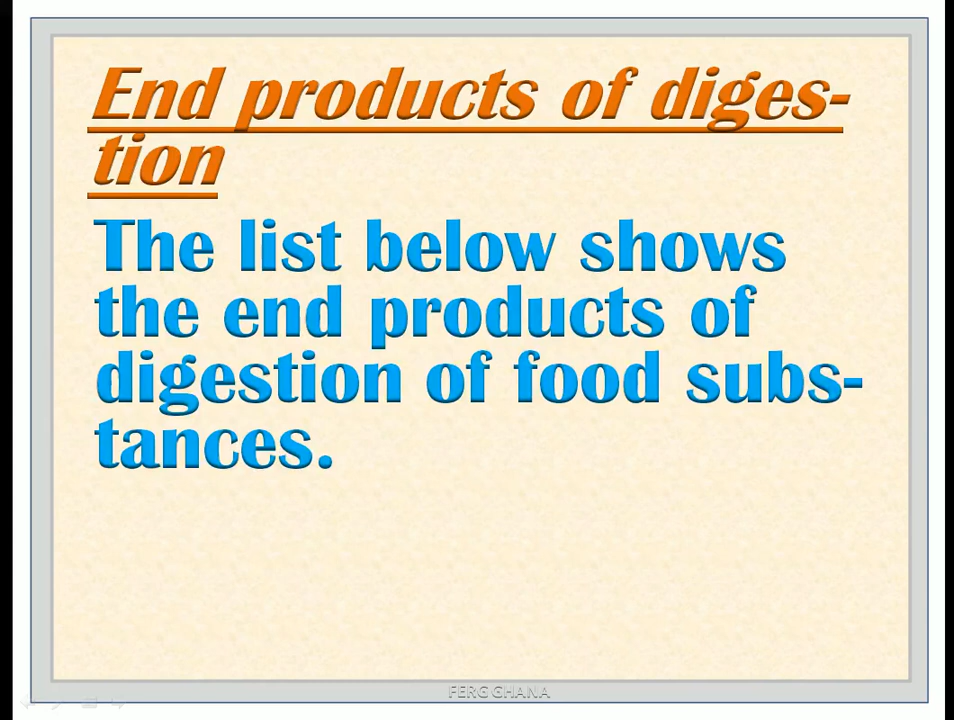 End products of diges-
tion
The list below shows
the end products of
digestion of food subs-
tances.
FERG GHANA